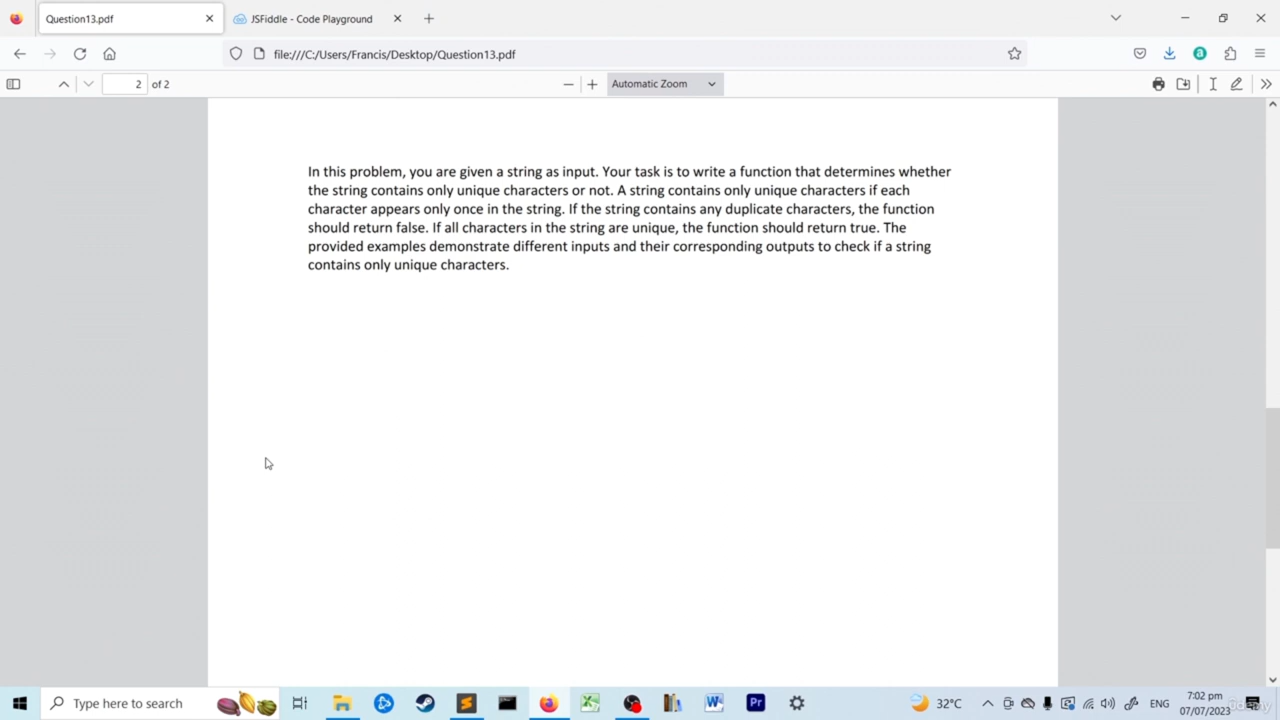 Question13.pdf
JSFiddle - Code Playground
file:///C:/Users/Francis/Desktop/Question13.pdf
2 of 2
Automatic Zoom
In this problem, you are given a string as input. Your task is to write a function that determines whether
the string contains only unique characters or not. A string contains only unique characters if each
character appears only once in the string. If the string contains any duplicate characters, the function
should return false. If all characters in the string are unique, the function should return true. The
provided examples demonstrate different inputs and their corresponding outputs to check if a string
contains only unique characters.
Type here to search
Pr
32°C
ENG
7:02 pm
07/07/2023